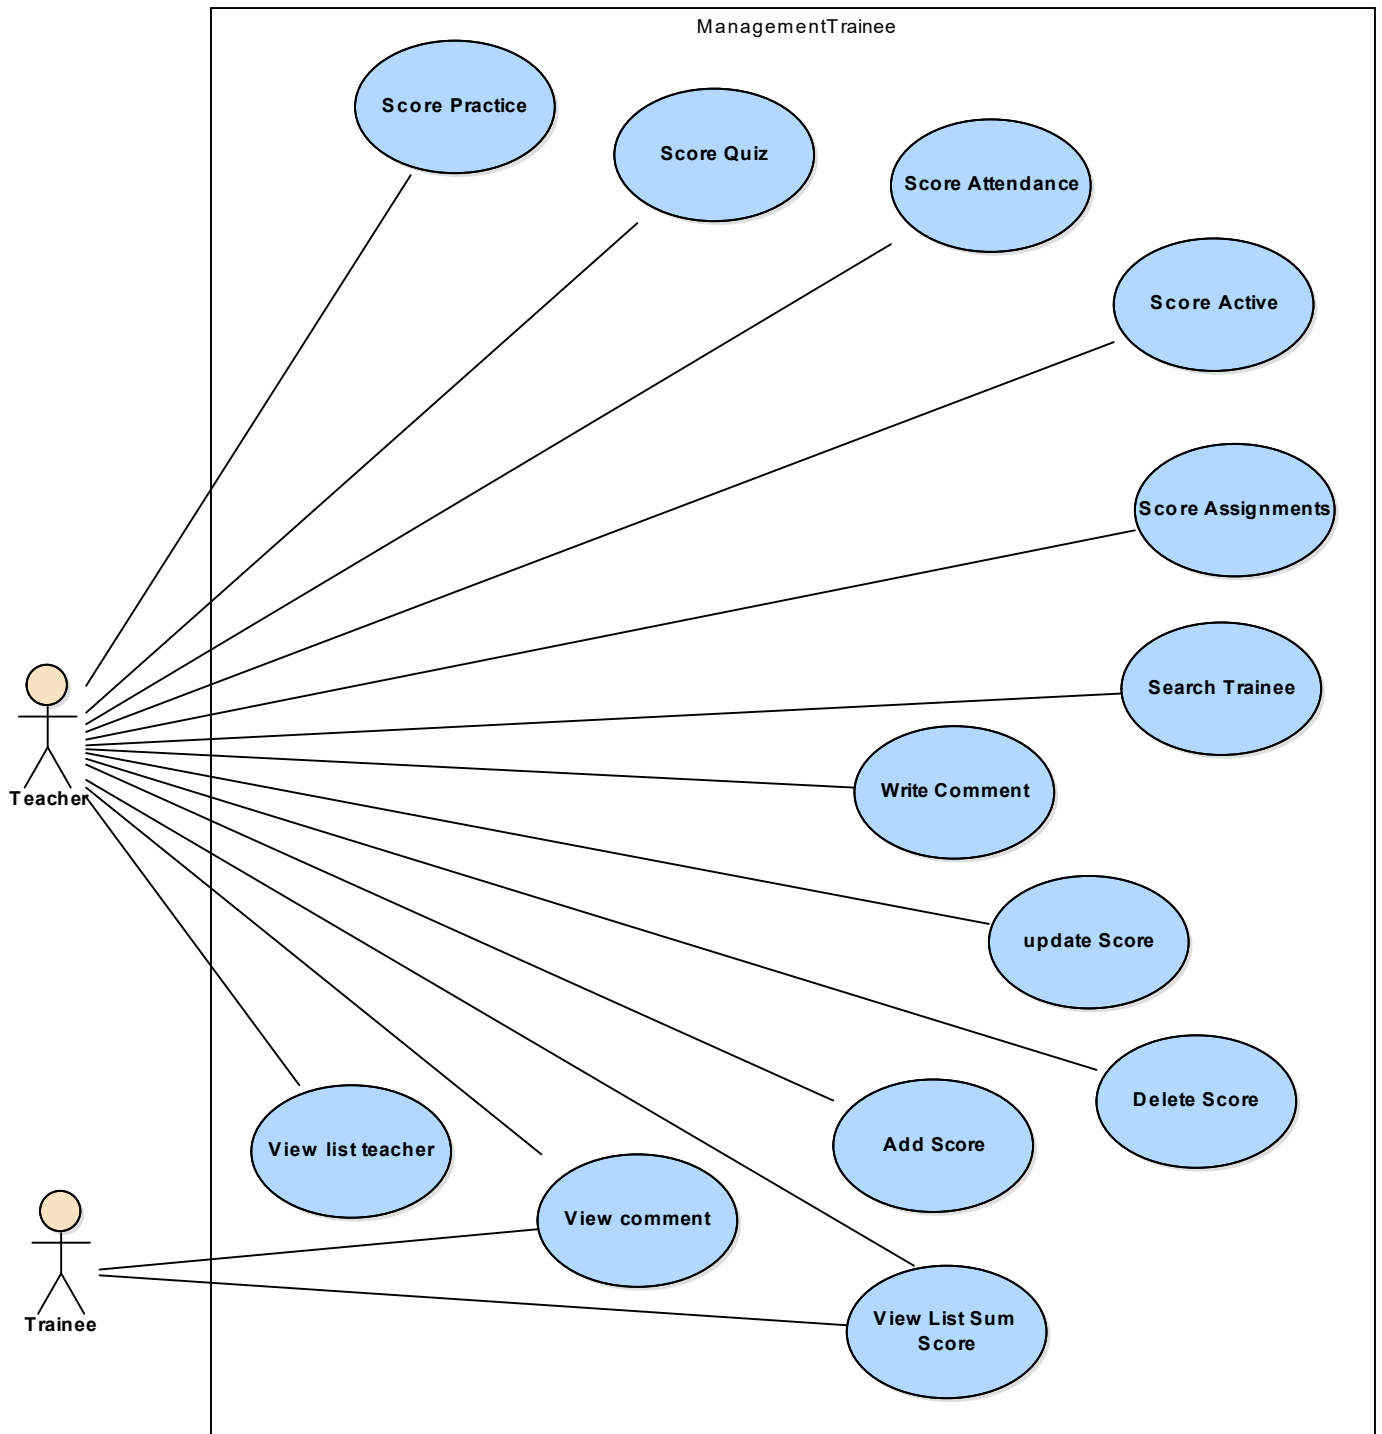 ManagementTrainee
Score Practice
Score Quiz
Score Attendance
Score Active
Score Assignments
Search Trainee
Write Comment
Teacher
update Score
Delete Score
Add Score
View list teacher
View comment
Trainee
View List Sum
Score